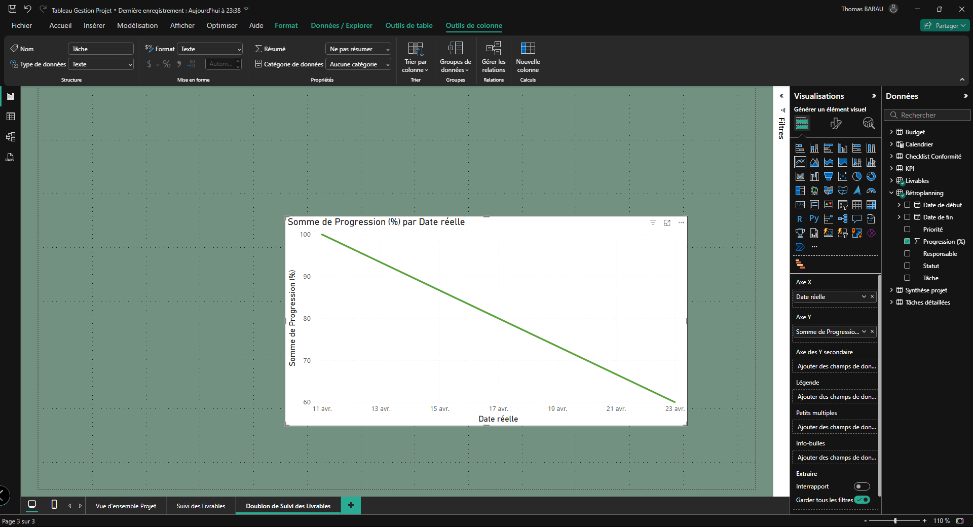 Tableau Gestion Projet • Dernière enregistrement : Aujourd'hui à 23:38
Thomas BARAU
Fichier Accueil Insérer Modélisation Afficher Optimiser Aide Format Données / Explorer Outils de table Outils de colonne
Partager
Nom Tâche
Format Texte
Résumé Ne pas résumer
Type de données Texte
$ % Autom...
Catégorie de données Aucune catégorie
Trier par colonne
Groupes de données
Gérer les relations
Nouvelle colonne
Structure Mise en forme Propriétés Trier Groupes Relations Calculs
Filtres
Visualisations
Générer un élément visuel
R Py
Axe X
Date réelle
Axe Y
Somme de Progressio...
Axe des Y secondaire
Ajouter des champs de don...
Légende
Ajouter des champs de don...
Petits multiples
Ajouter des champs de don...
Info-bulles
Ajouter des champs de don...
Extraire
Interrapport
Garder tous les filtres
Données
Rechercher
Budget
Calendrier
Checklist Conformité
KPI
Livrables
Rétroplanning
Date de début
Date de fin
Priorité
Progression (%)
Responsable
Statut
Tâche
Synthèse projet
Tâches détaillées
Somme de Progression (%) par Date réelle
Somme de Progression (%)
100
90
80
70
60
11 avr. 13 avr. 15 avr. 17 avr. 19 avr. 21 avr. 23 avr.
Date réelle
Vue d'ensemble Projet Suivi des Livrables Doublon de Suivi des Livrables
Page 3 sur 3
110 %